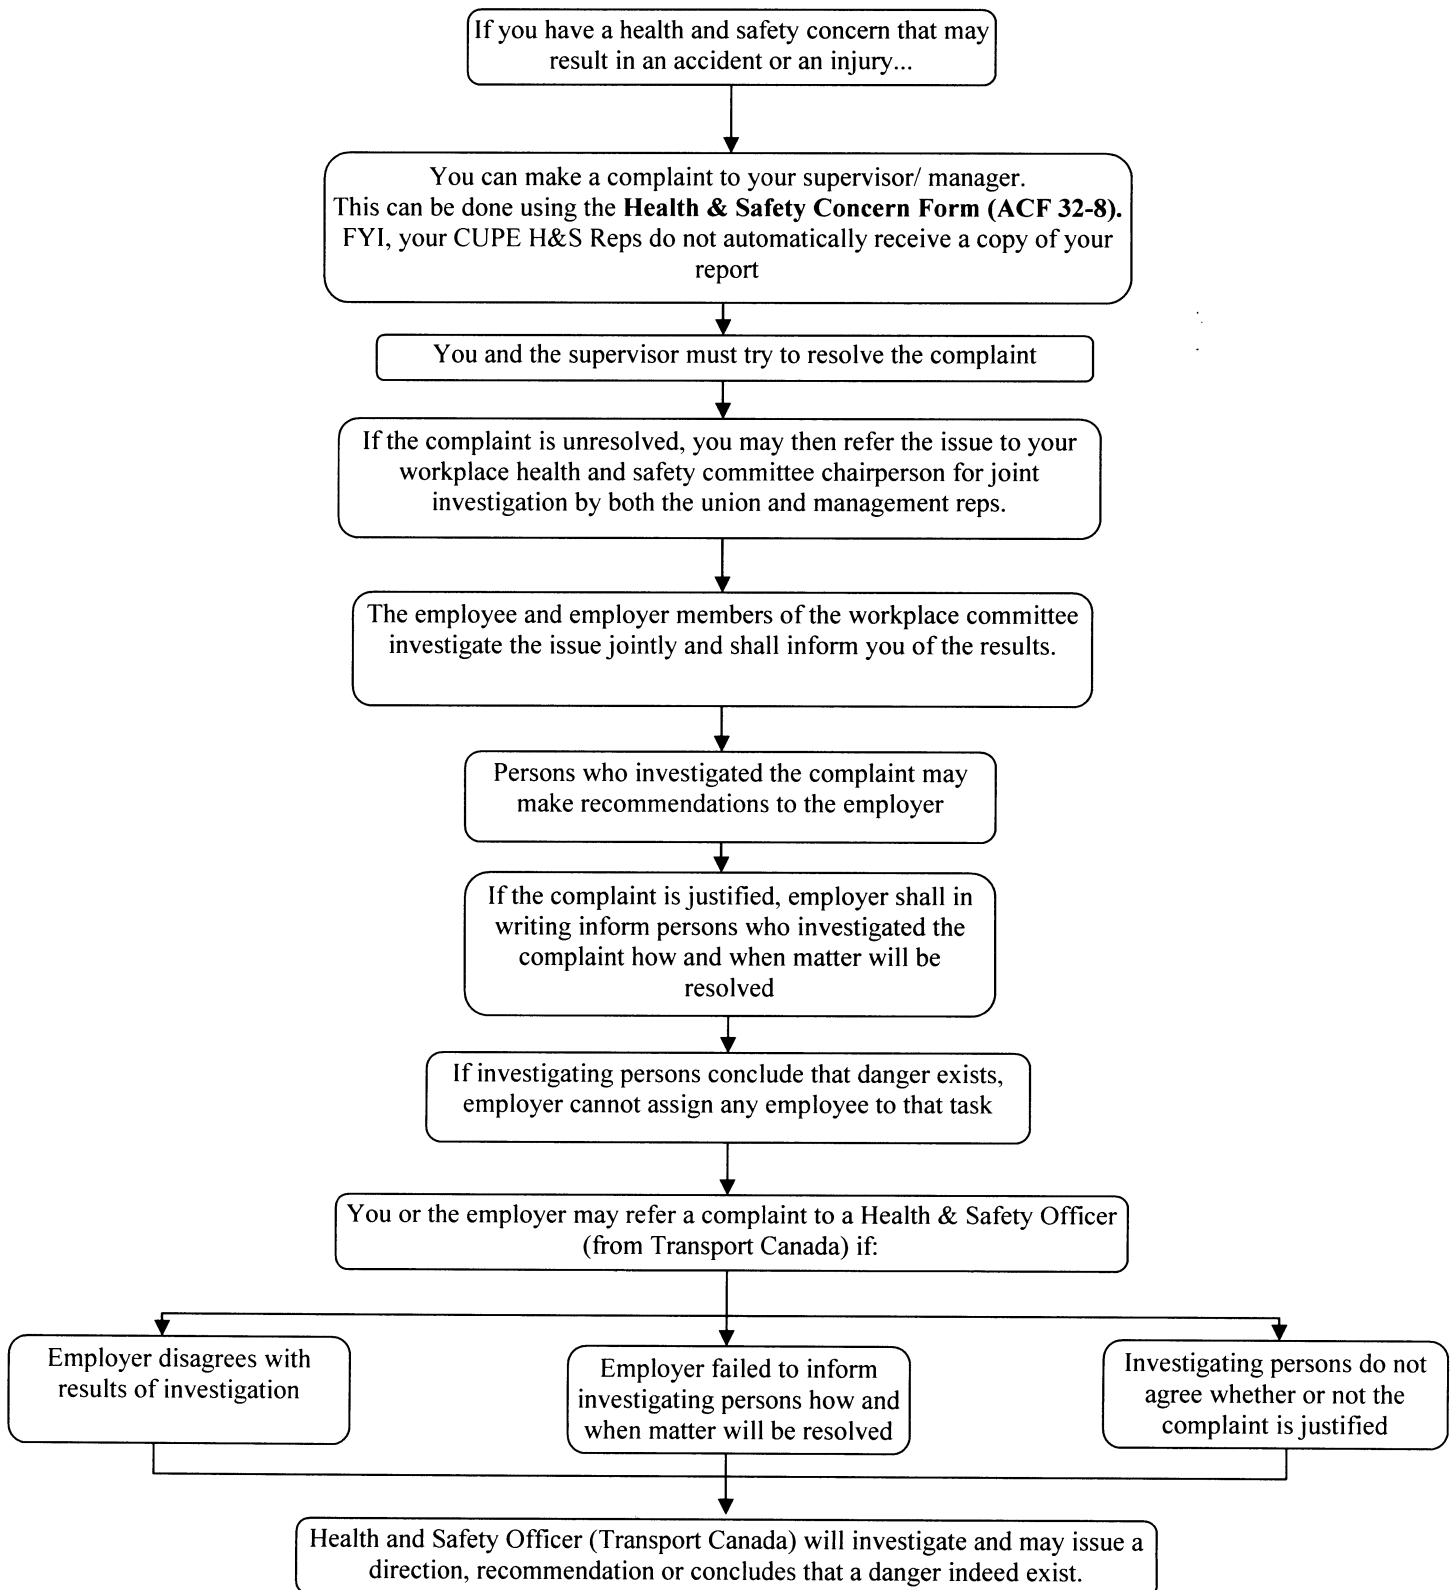 If you have a health and safety concern that may
result in an accident or an injury...
You can make a complaint to your supervisor/ manager.
This can be done using the Health & Safety Concern Form (ACF 32-8).
FYI, your CUPE H&S Reps do not automatically receive a copy of your
report
You and the supervisor must try to resolve the complaint
If the complaint is unresolved, you may then refer the issue to your
workplace health and safety committee chairperson for joint
investigation by both the union and management reps.
The employee and employer members of the workplace committee
investigate the issue jointly and shall inform you of the results.
Persons who investigated the complaint may
make recommendations to the employer
If the complaint is justified, employer shall in
writing inform persons who investigated the
complaint how and when matter will be
resolved
If investigating persons conclude that danger exists,
employer cannot assign any employee to that task
You or the employer may refer a complaint to a Health & Safety Officer
(from Transport Canada) if:
Employer disagrees with
results of investigation
Employer failed to inform
investigating persons how and
when matter will be resolved
Investigating persons do not
agree whether or not the
complaint is justified
Health and Safety Officer (Transport Canada) will investigate and may issue a
direction, recommendation or concludes that a danger indeed exist.